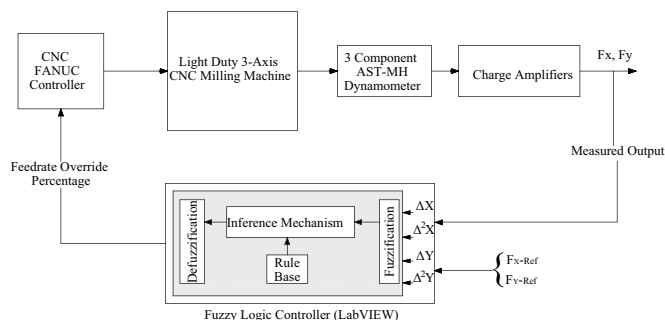 CNC
FANUC
Controller
Light Duty 3-Axis
CNC Milling Machine
3 Component
AST-MH
Dynamometer
Charge Amplifiers
Fx, Fy
Measured Output
Feedrate Override
Percentage
Defuzzification
Inference Mechanism
Rule
Base
Fuzzification
ΔX
Δ²X
ΔY
Δ²Y
FX-Ref
FY-Ref
Fuzzy Logic Controller (LabVIEW)